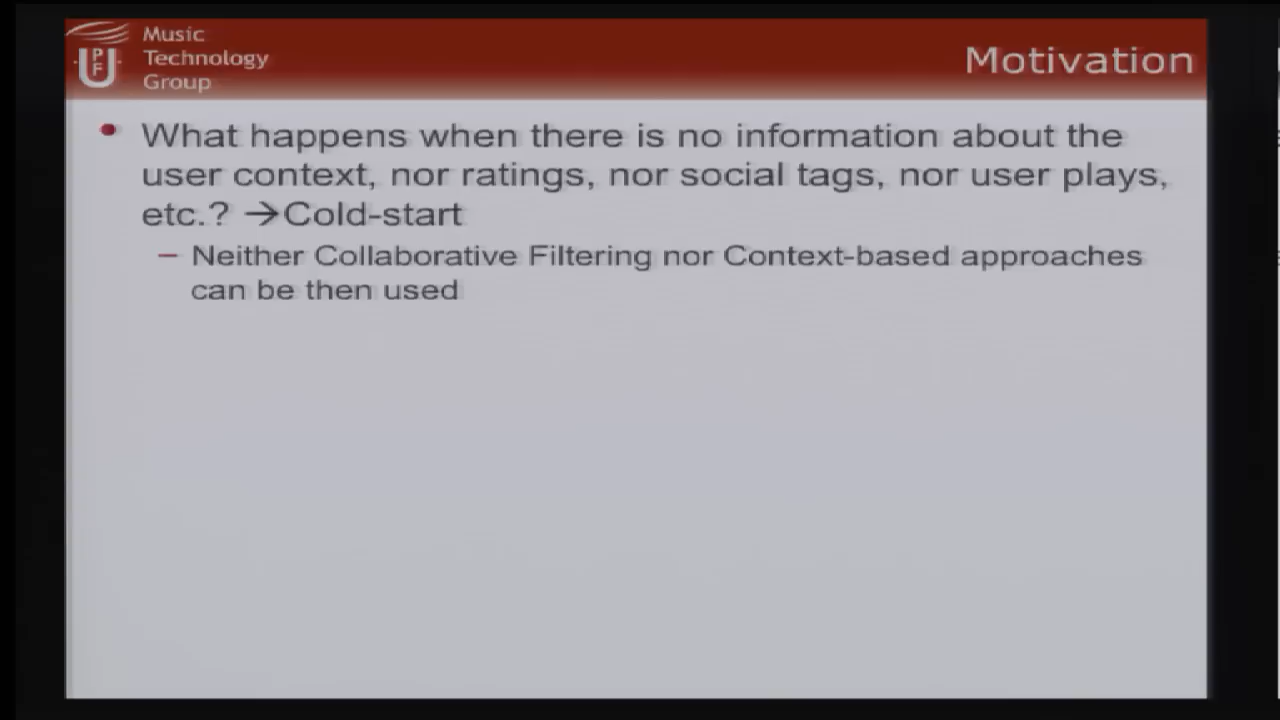 Music
Technology
Group
UPF
Motivation
• What happens when there is no information about the
user context, nor ratings, nor social tags, nor user plays,
etc.? →Cold-start
– Neither Collaborative Filtering nor Context-based approaches
can be then used